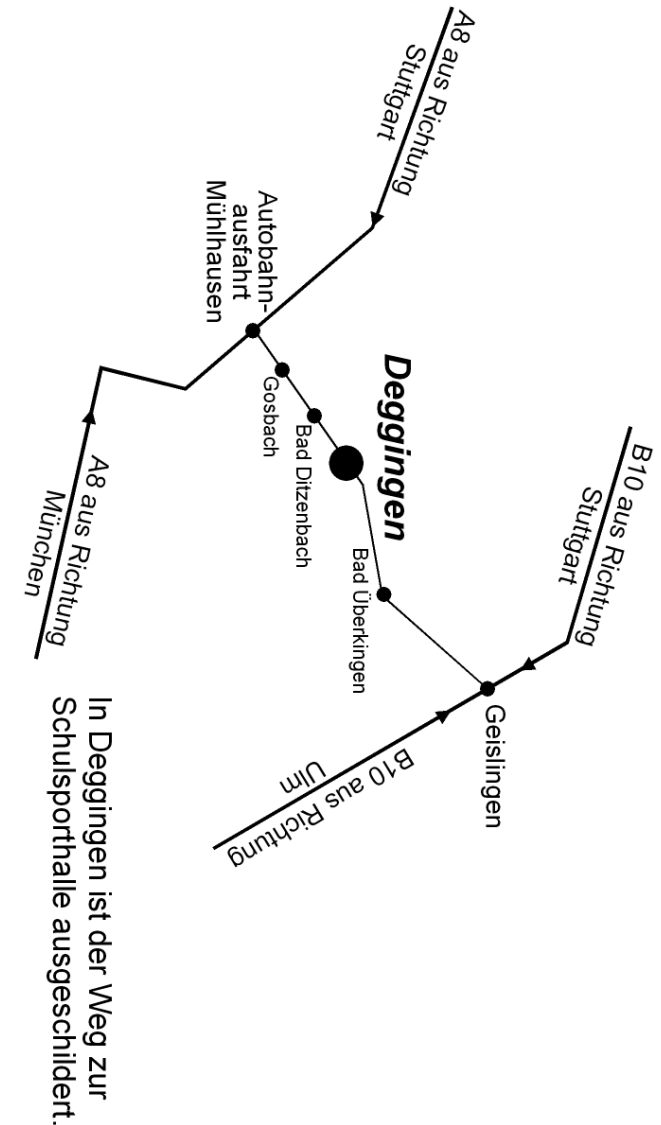 A8 aus Richtung
Stuttgart
B10 aus Richtung
Stuttgart
Autobahn-
ausfahrt
Mühlhausen
Deggingen
Gosbach
Bad Ditzenbach
Bad Überkingen
Geislingen
A8 aus Richtung
München
B10 aus Richtung
Ulm
In Deggingen ist der Weg zur
Schulsporthalle ausgeschildert.